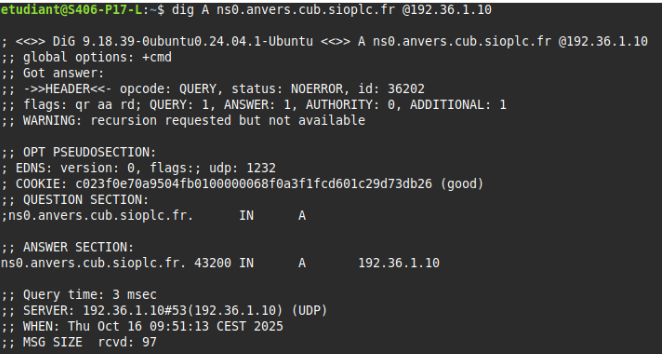 etudiant@S406-P17-L:~$ dig A ns0.anvers.cub.sioplc.fr @192.36.1.10
; <<>> DiG 9.18.39-0ubuntu0.24.04.1-Ubuntu <<>> A ns0.anvers.cub.sioplc.fr @192.36.1.10
;; global options: +cmd
;; Got answer:
;; ->>HEADER<<- opcode: QUERY, status: NOERROR, id: 36202
;; flags: qr aa rd; QUERY: 1, ANSWER: 1, AUTHORITY: 0, ADDITIONAL: 1
;; WARNING: recursion requested but not available
;; OPT PSEUDOSECTION:
; EDNS: version: 0, flags:; udp: 1232
; COOKIE: c023f0e70a9504fb0100000068f0a3f1fcd601c29d73db26 (good)
;; QUESTION SECTION:
;ns0.anvers.cub.sioplc.fr. IN A
;; ANSWER SECTION:
ns0.anvers.cub.sioplc.fr. 43200 IN A 192.36.1.10
;; Query time: 3 msec
;; SERVER: 192.36.1.10#53(192.36.1.10) (UDP)
;; WHEN: Thu Oct 16 09:51:13 CEST 2025
;; MSG SIZE rcvd: 97